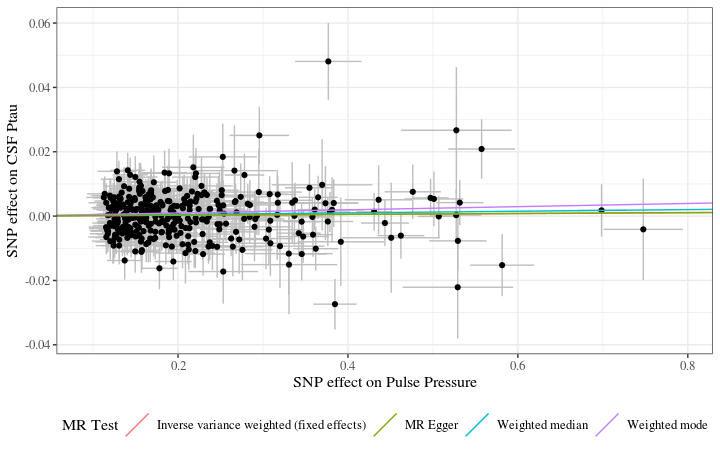 0.06
0.04
0.02
0.00
-0.02
-0.04
SNP effect on CSF Ptau
0.2 0.4 0.6 0.8
SNP effect on Pulse Pressure
MR Test Inverse variance weighted (fixed effects) MR Egger Weighted median Weighted mode